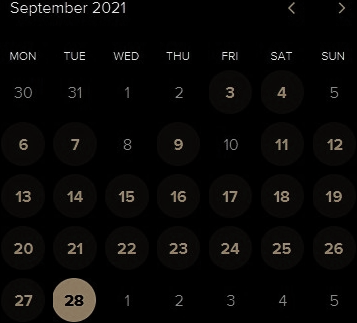 September 2021
MON TUE WED THU FRI SAT SUN
30 31 1 2 3 4 5
6 7 8 9 10 11 12
13 14 15 16 17 18 19
20 21 22 23 24 25 26
27 28 1 2 3 4 5